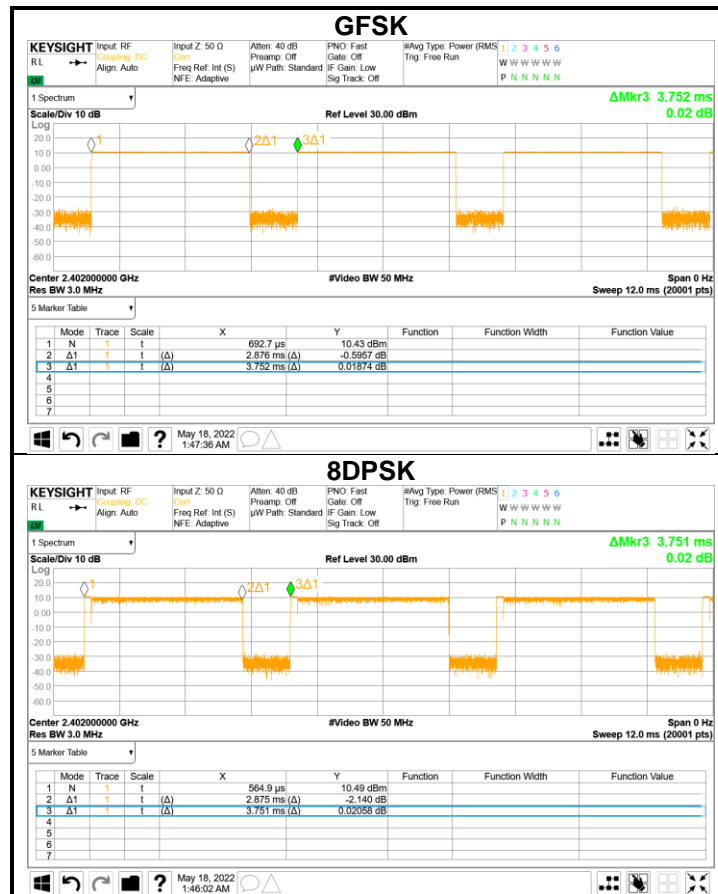 GFSK
KEYSIGHT Input: RF Input Z: 50 Ω Atten: 40 dB PNO: Fast #Avg Type: Power (RMS 1 2 3 4 5 6
RL Coupling: DC Corr Preamp: Off Gate: Off Trig: Free Run W W W W W W
Align: Auto Freq Ref: Int (S) µW Path: Standard IF Gain: Low P N N N N N
NFE: Adaptive Sig Track: Off
1 Spectrum ΔMkr3 3.752 ms
Scale/Div 10 dB Ref Level 30.00 dBm 0.02 dB
Log
20.0 1 2Δ1 3Δ1
10.0
0.00
-10.0
-20.0
-30.0
-40.0
-50.0
-60.0
Center 2.402000000 GHz #Video BW 50 MHz Span 0 Hz
Res BW 3.0 MHz Sweep 12.0 ms (20001 pts)
5 Marker Table
Mode Trace Scale X Y Function Function Width Function Value
1 N 1 t 692.7 µs 10.43 dBm
2 Δ1 1 t (Δ) 2.876 ms (Δ) -0.5957 dB
3 Δ1 1 t (Δ) 3.752 ms (Δ) 0.01874 dB
4
5
6
7
? May 18, 2022
1:47:36 AM
8DPSK
KEYSIGHT Input: RF Input Z: 50 Ω Atten: 40 dB PNO: Fast #Avg Type: Power (RMS 1 2 3 4 5 6
RL Coupling: DC Corr Preamp: Off Gate: Off Trig: Free Run W W W W W W
Align: Auto Freq Ref: Int (S) µW Path: Standard IF Gain: Low P N N N N N
NFE: Adaptive Sig Track: Off
1 Spectrum ΔMkr3 3.751 ms
Scale/Div 10 dB Ref Level 30.00 dBm 0.02 dB
Log
20.0 1 2Δ1 3Δ1
10.0
0.00
-10.0
-20.0
-30.0
-40.0
-50.0
-60.0
Center 2.402000000 GHz #Video BW 50 MHz Span 0 Hz
Res BW 3.0 MHz Sweep 12.0 ms (20001 pts)
5 Marker Table
Mode Trace Scale X Y Function Function Width Function Value
1 N 1 t 564.9 µs 10.49 dBm
2 Δ1 1 t (Δ) 2.875 ms (Δ) -2.140 dB
3 Δ1 1 t (Δ) 3.751 ms (Δ) 0.02058 dB
4
5
6
7
? May 18, 2022
1:46:02 AM